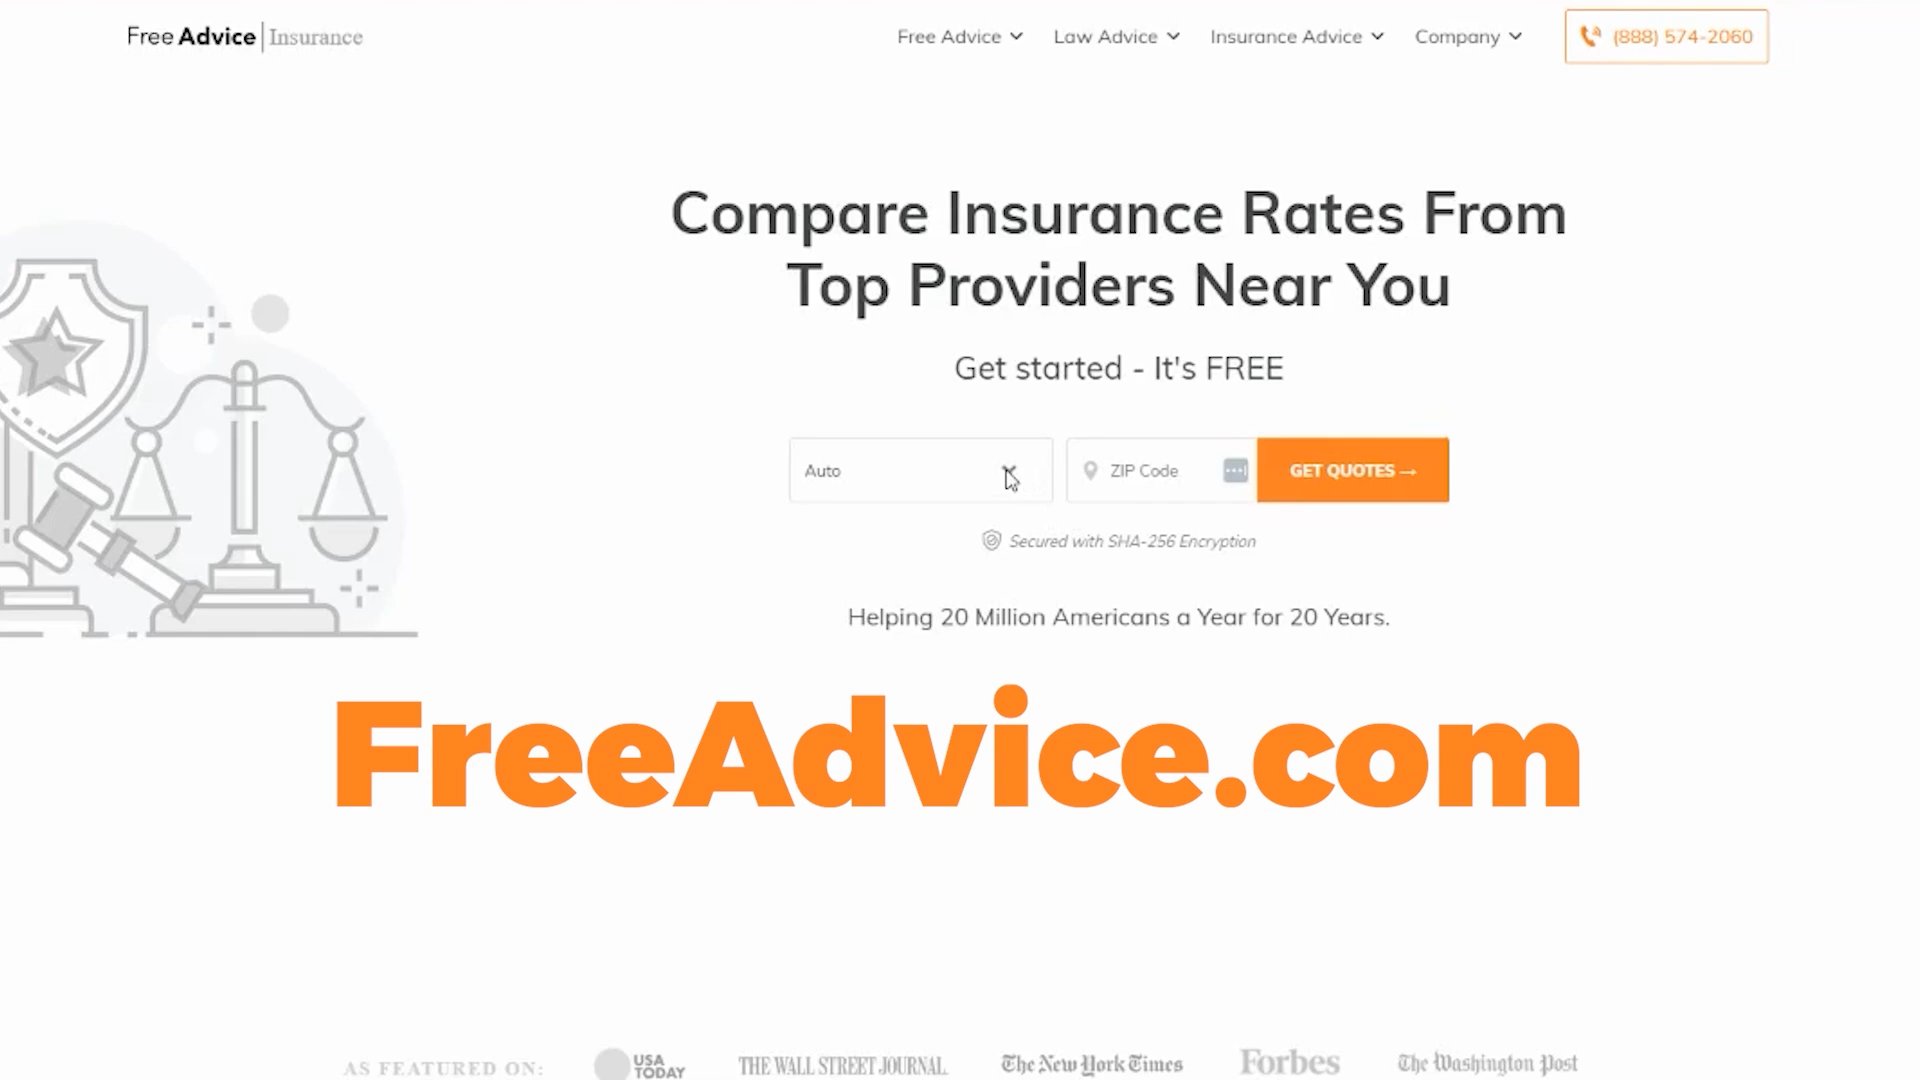 Free Advice | Insurance
Free Advice
Law Advice
Insurance Advice
Company
(888) 574-2060
Compare Insurance Rates From
Top Providers Near You
Get started - It's FREE
Auto
ZIP Code
GET QUOTES →
Secured with SHA-256 Encryption
Helping 20 Million Americans a Year for 20 Years.
FreeAdvice.com
AS FEATURED ON:
USA
TODAY
THE WALL STREET JOURNAL.
The New York Times
Forbes
The Washington Post